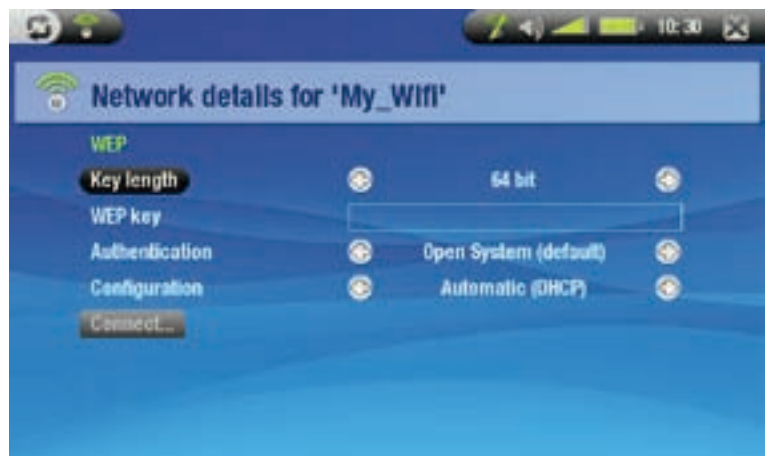 10:30
Network details for 'My_Wifi'
WEP
Key length 64 bit
WEP key
Authentication Open System (default)
Configuration Automatic (DHCP)
Connect...